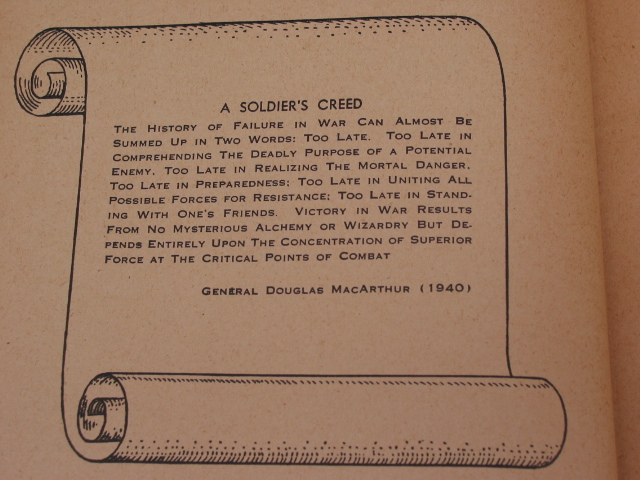 A SOLDIER'S CREED
THE HISTORY OF FAILURE IN WAR CAN ALMOST BE
SUMMED UP IN TWO WORDS: TOO LATE. TOO LATE IN
COMPREHENDING THE DEADLY PURPOSE OF A POTENTIAL
ENEMY. TOO LATE IN REALIZING THE MORTAL DANGER.
TOO LATE IN PREPAREDNESS; TOO LATE IN UNITING ALL
POSSIBLE FORCES FOR RESISTANCE; TOO LATE IN STAND-
ING WITH ONE'S FRIENDS. VICTORY IN WAR RESULTS
FROM NO MYSTERIOUS ALCHEMY OR WIZARDRY BUT DE-
PENDS ENTIRELY UPON THE CONCENTRATION OF SUPERIOR
FORCE AT THE CRITICAL POINTS OF COMBAT
GENERAL DOUGLAS MACARTHUR (1940)